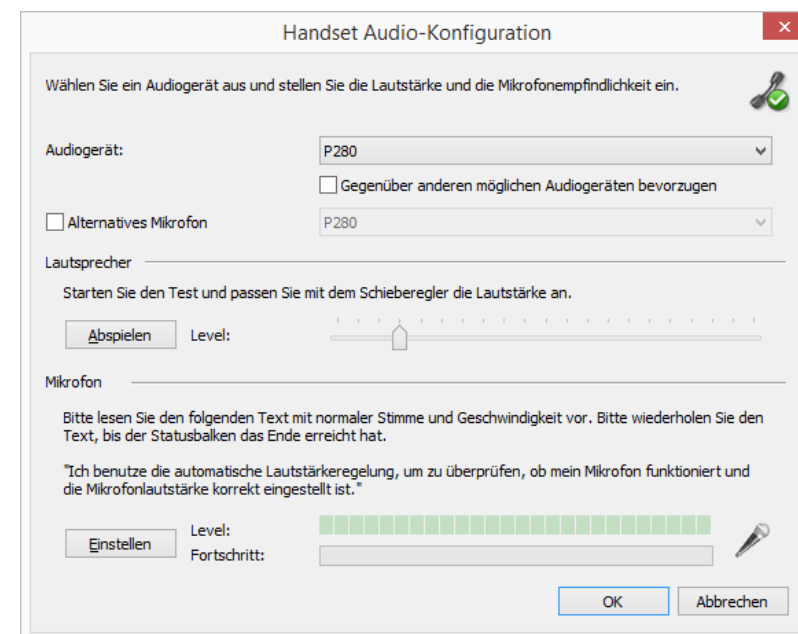 Handset Audio-Konfiguration
Wählen Sie ein Audiogerät aus und stellen Sie die Lautstärke und die Mikrofonempfindlichkeit ein.
Audiogerät:
P280
Gegenüber anderen möglichen Audiogeräten bevorzugen
Alternatives Mikrofon
P280
Lautsprecher
Starten Sie den Test und passen Sie mit dem Schieberegler die Lautstärke an.
Abspielen
Level:
Mikrofon
Bitte lesen Sie den folgenden Text mit normaler Stimme und Geschwindigkeit vor. Bitte wiederholen Sie den
Text, bis der Statusbalken das Ende erreicht hat.
"Ich benutze die automatische Lautstärkeregelung, um zu überprüfen, ob mein Mikrofon funktioniert und
die Mikrofonlautstärke korrekt eingestellt ist."
Einstellen
Level:
Fortschritt:
OK
Abbrechen